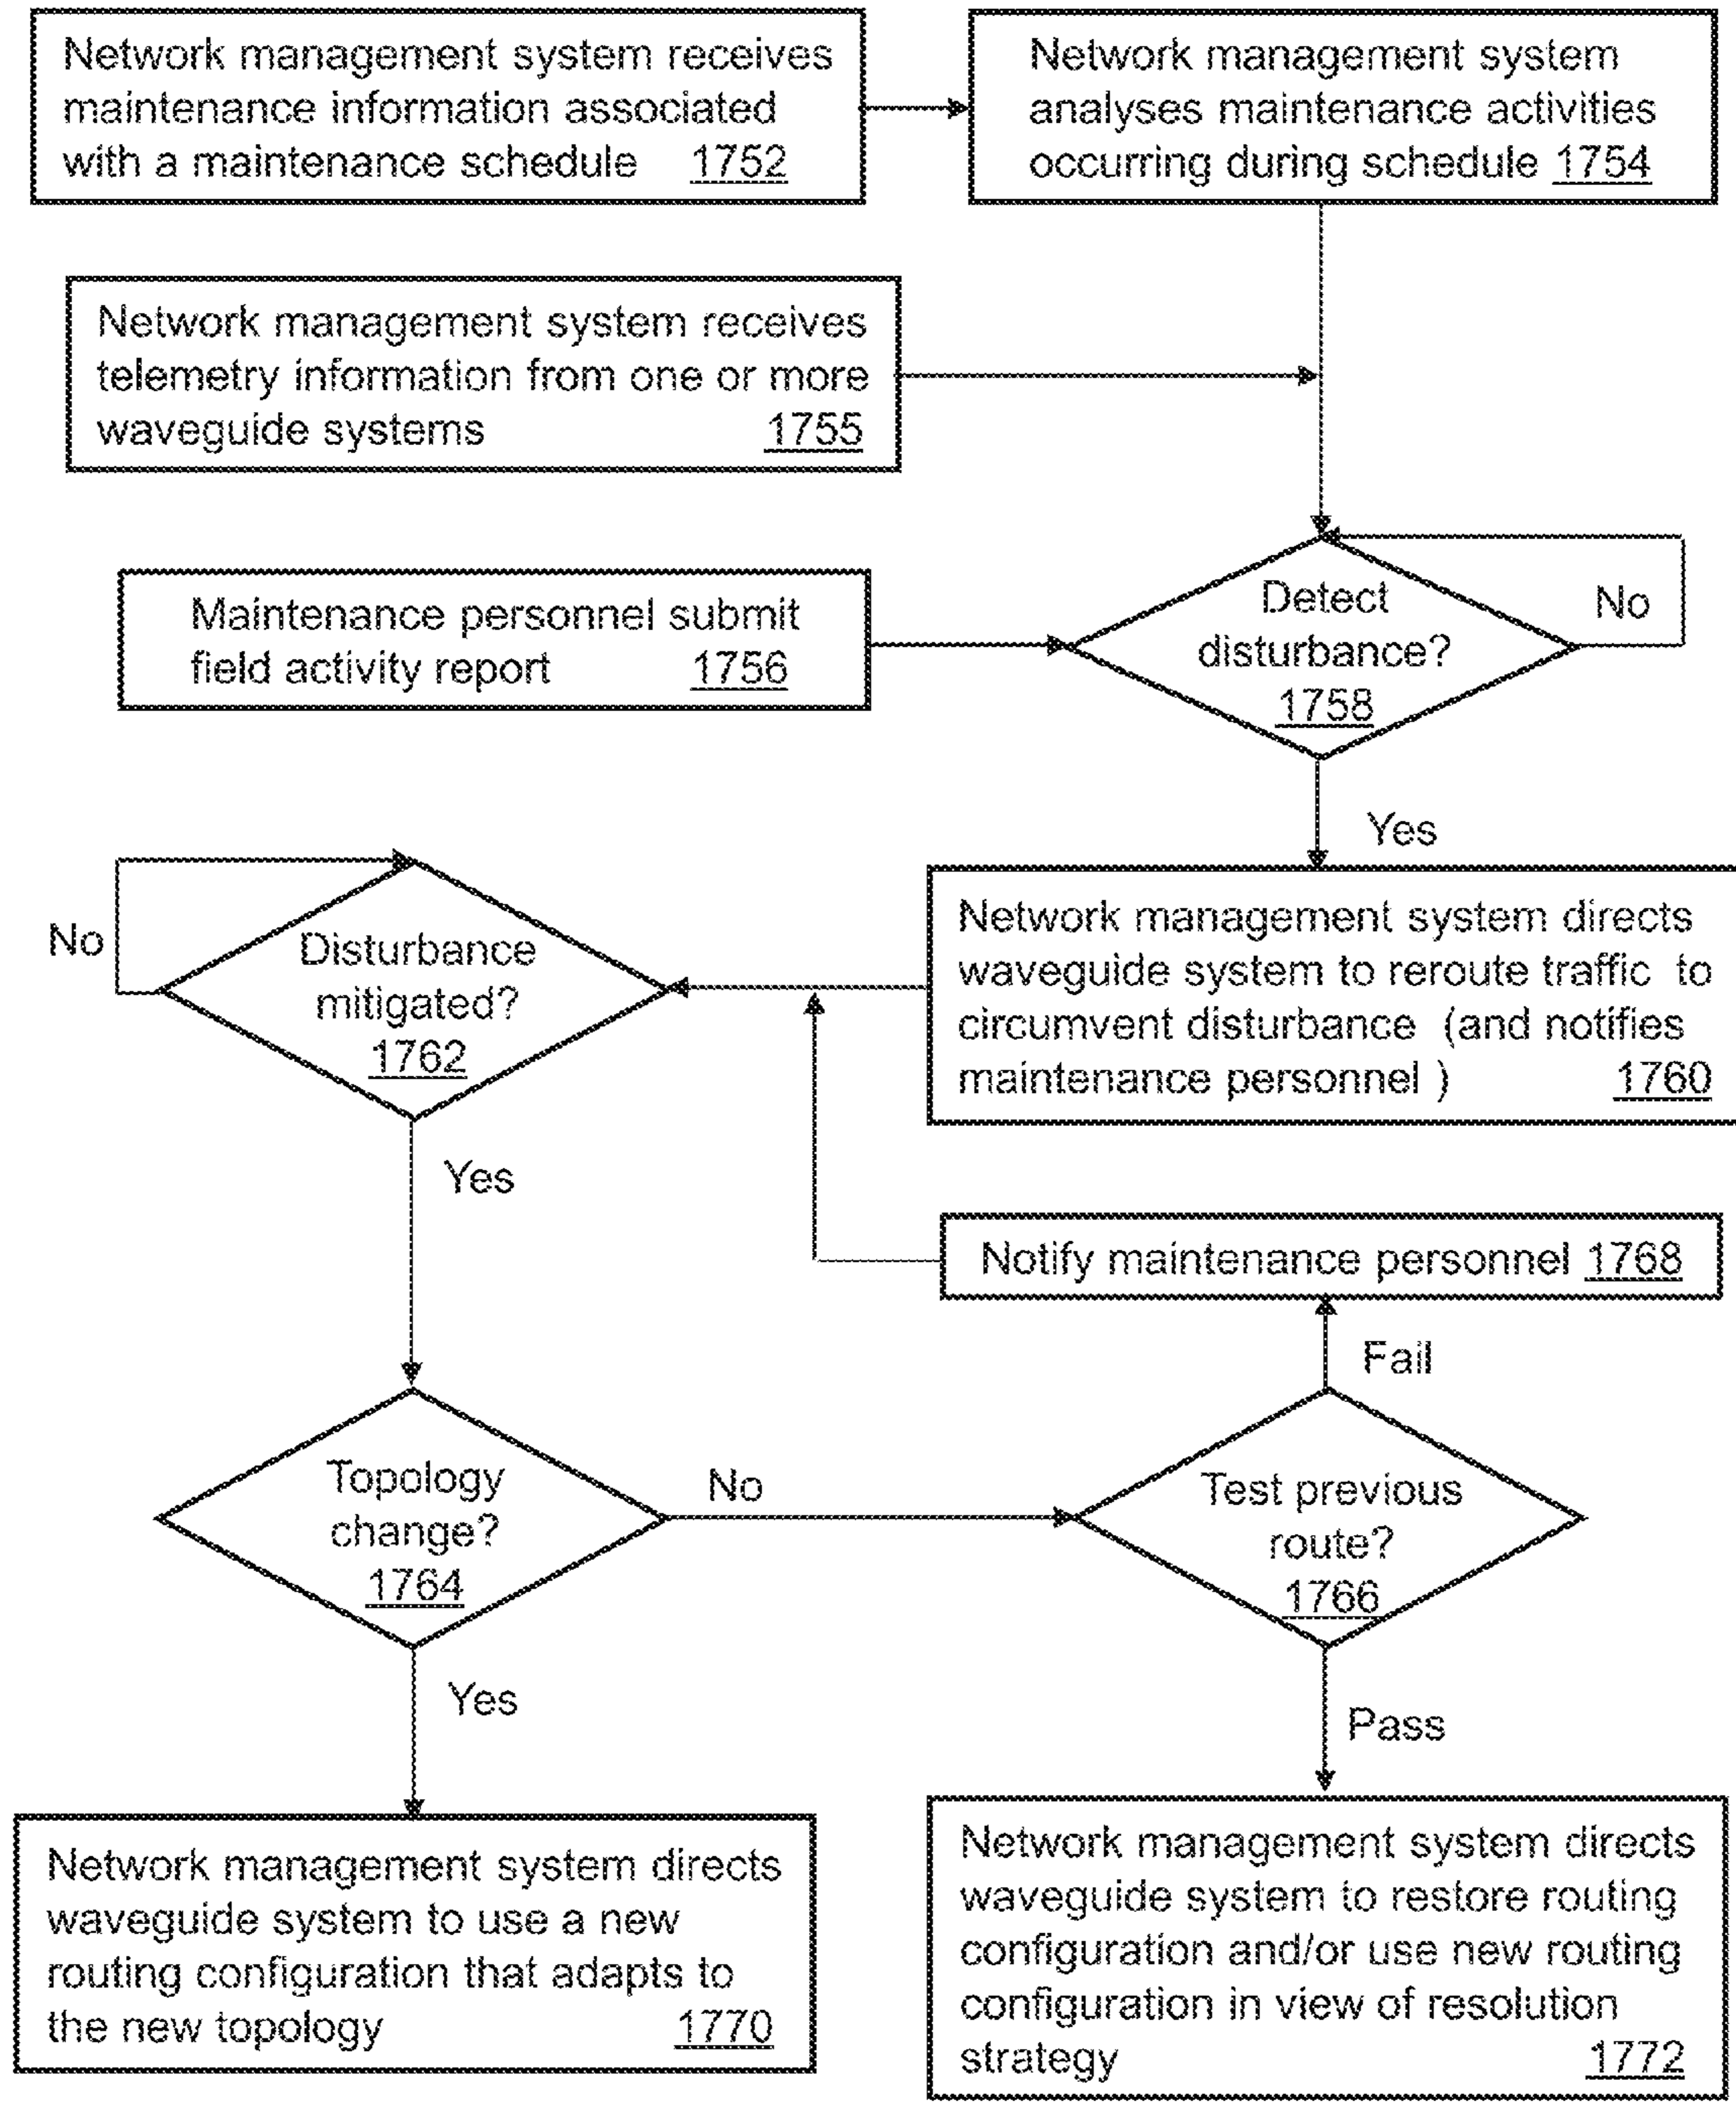 Network management system receives
maintenance information associated
with a maintenance schedule 1752
Network management system
analyses maintenance activities
occurring during schedule 1754
Network management system receives
telemetry information from one or more
waveguide systems 1755
Maintenance personnel submit
field activity report 1756
Detect
disturbance?
1758
No
Yes
Network management system directs
waveguide system to reroute traffic to
circumvent disturbance (and notifies
maintenance personnel ) 1760
Disturbance
mitigated?
1762
No
Yes
Notify maintenance personnel 1768
Fail
Topology
change?
1764
No
Test previous
route?
1766
Yes
Pass
Network management system directs
waveguide system to use a new
routing configuration that adapts to
the new topology 1770
Network management system directs
waveguide system to restore routing
configuration and/or use new routing
configuration in view of resolution
strategy 1772